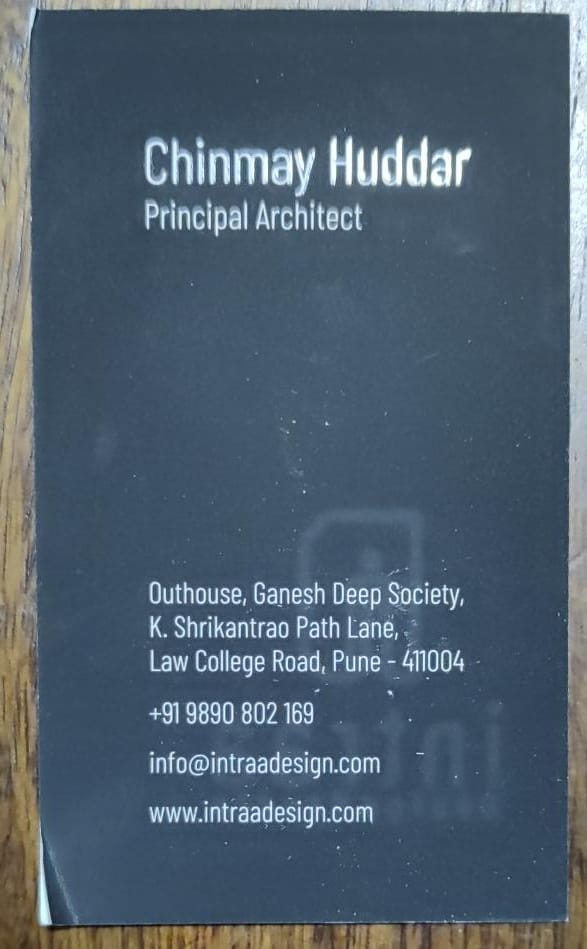 Chinmay Huddar
Principal Architect
Outhouse, Ganesh Deep Society,
K. Shrikantrao Path Lane,
Law College Road, Pune - 411004
+91 9890 802 169
info@intraadesign.com
www.intraadesign.com